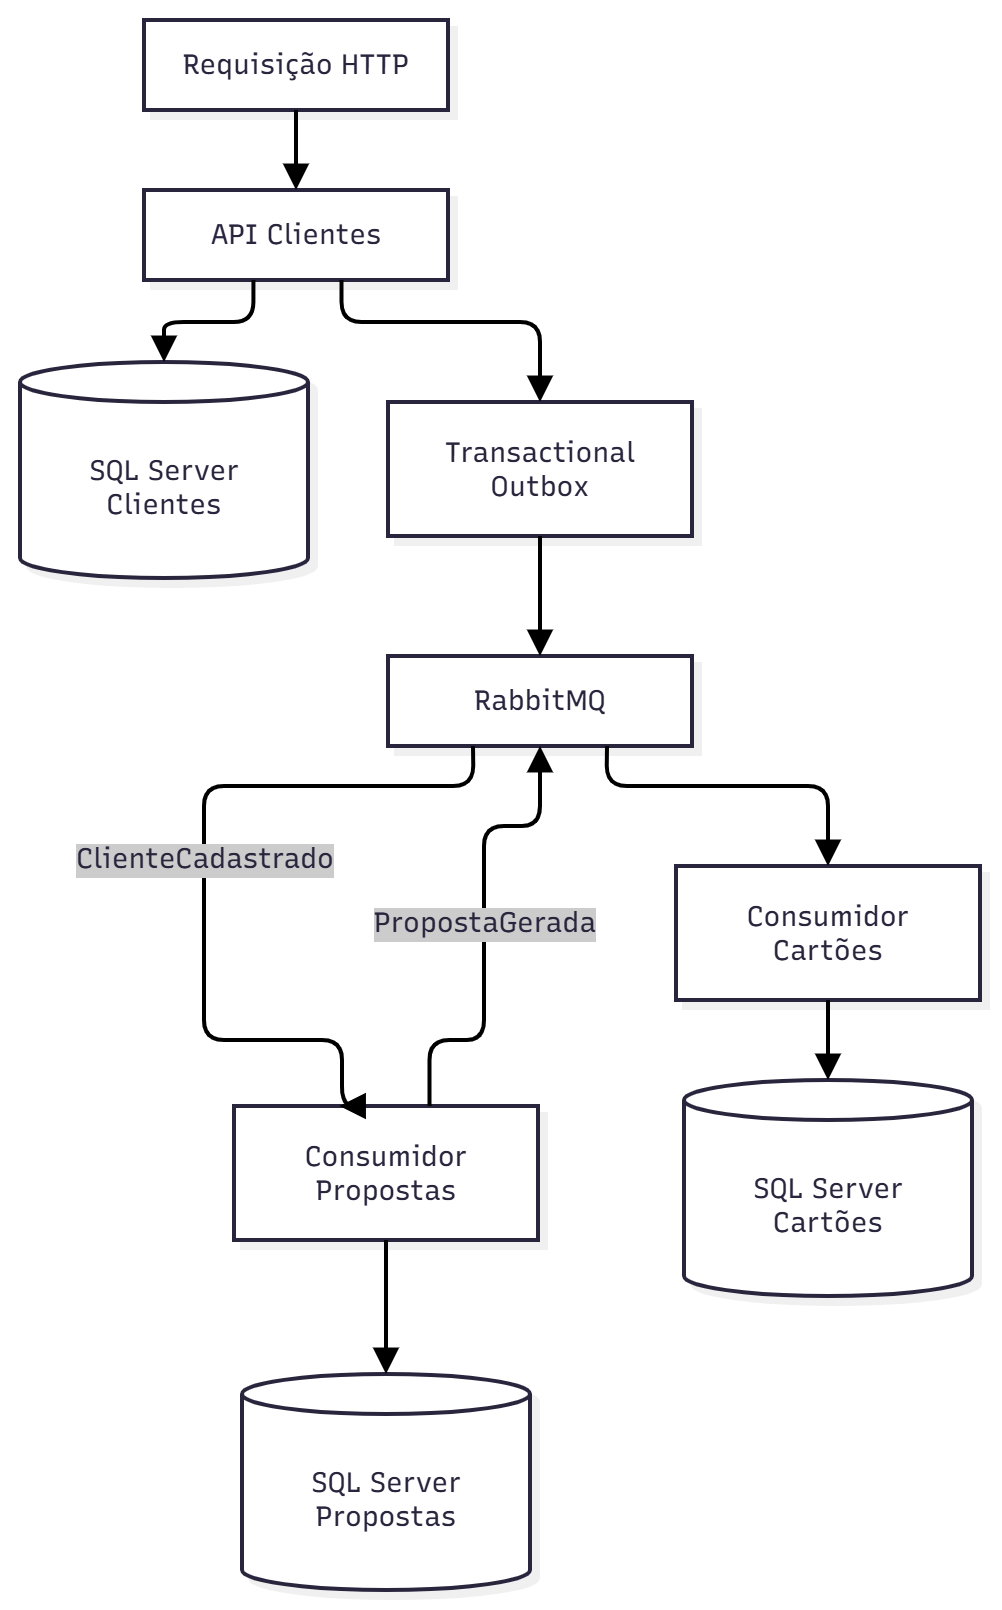 Requisição HTTP
API Clientes
SQL Server
Clientes
Transactional
Outbox
RabbitMQ
ClienteCadastrado
PropostaGerada
Consumidor
Cartões
Consumidor
Propostas
SQL Server
Cartões
SQL Server
Propostas